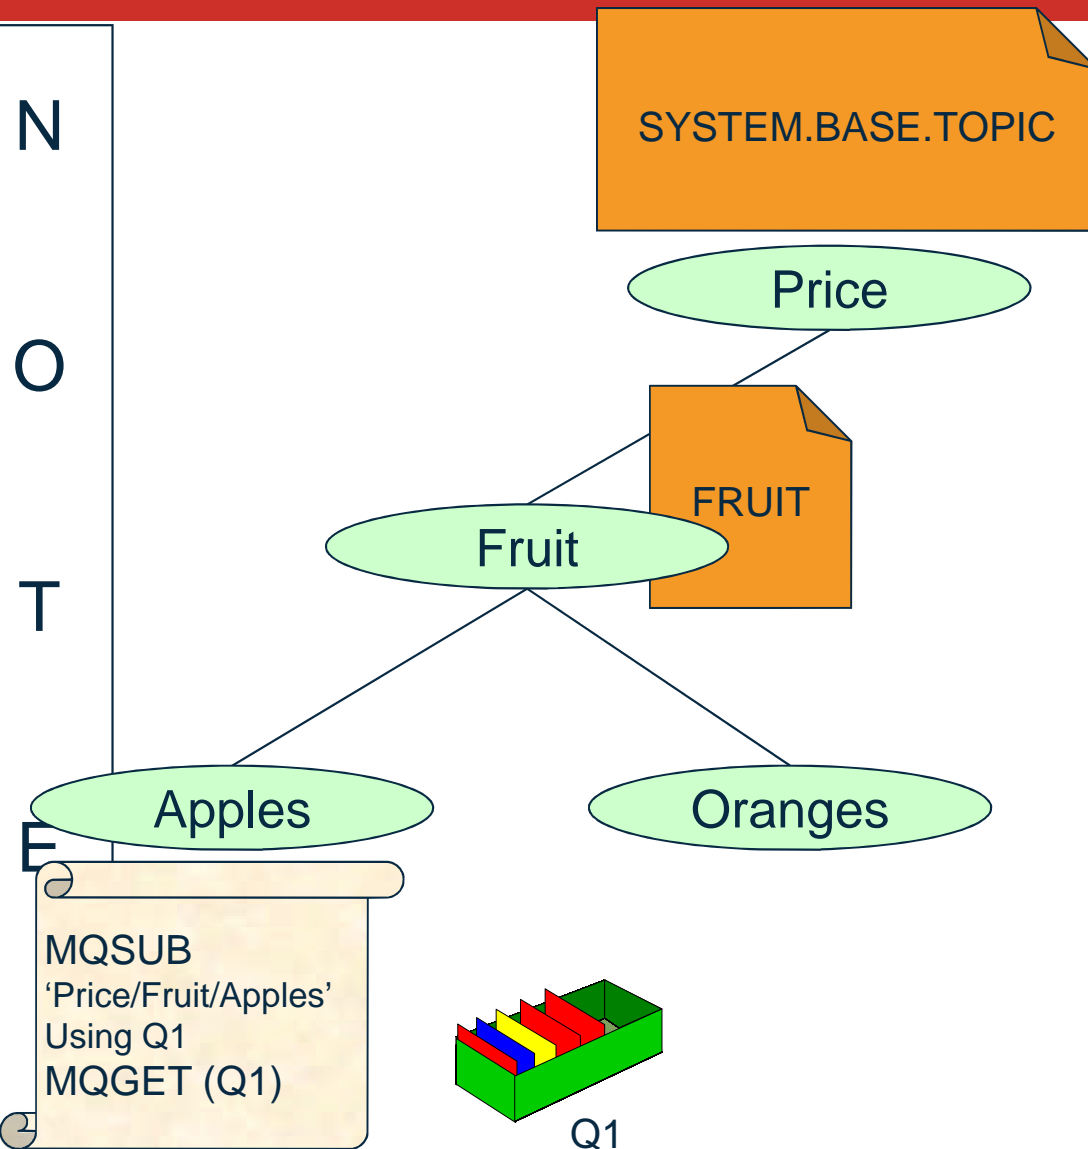 N
O
T
E
SYSTEM.BASE.TOPIC
Price
FRUIT
Fruit
Apples
Oranges
MQSUB
‘Price/Fruit/Apples’
Using Q1
MQGET (Q1)
Q1